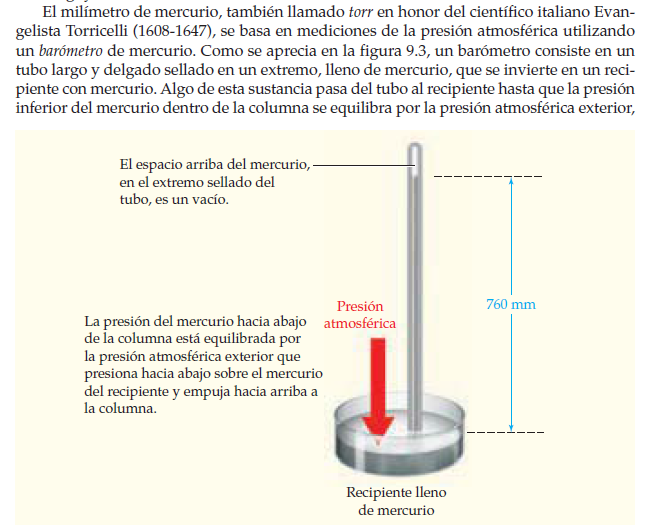 El milímetro de mercurio, también llamado torr en honor del científico italiano Evan-
gelista Torricelli (1608-1647), se basa en mediciones de la presión atmosférica utilizando
un barómetro de mercurio. Como se aprecia en la figura 9.3, un barómetro consiste en un
tubo largo y delgado sellado en un extremo, lleno de mercurio, que se invierte en un reci-
piente con mercurio. Algo de esta sustancia pasa del tubo al recipiente hasta que la presión
inferior del mercurio dentro de la columna se equilibra por la presión atmosférica exterior,
El espacio arriba del mercurio,
en el extremo sellado del
tubo, es un vacío.
760 mm
Presión
atmosférica
La presión del mercurio hacia abajo
de la columna está equilibrada por
la presión atmosférica exterior que
presiona hacia abajo sobre el mercurio
del recipiente y empuja hacia arriba a
la columna.
Recipiente lleno
de mercurio